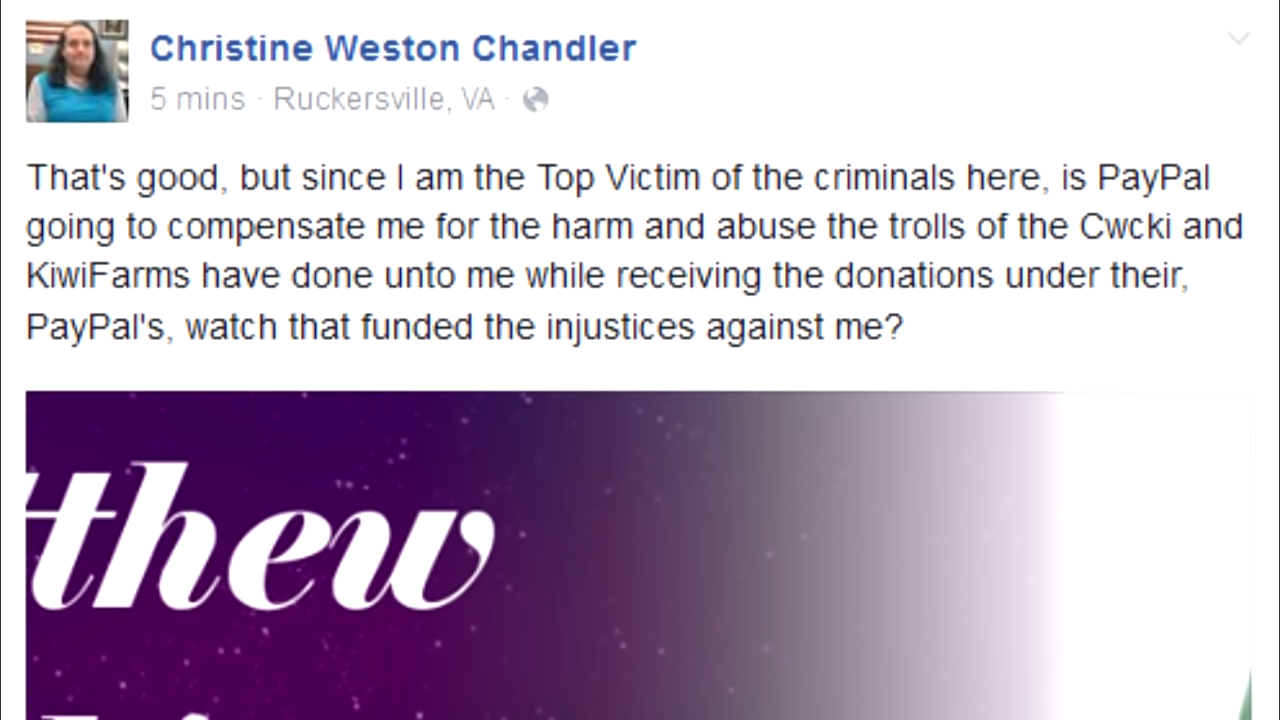 Christine Weston Chandler
5 mins · Ruckersville, VA ·
That's good, but since I am the Top Victim of the criminals here, is PayPal
going to compensate me for the harm and abuse the trolls of the Cwcki and
KiwiFarms have done unto me while receiving the donations under their,
PayPal's, watch that funded the injustices against me?
tthew